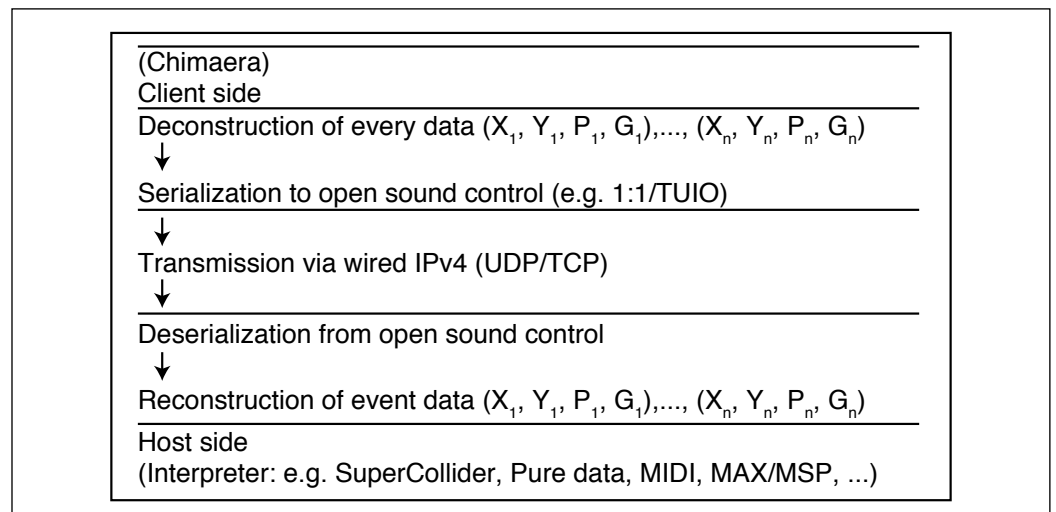 (Chimaera)
Client side
Deconstruction of every data (X₁, Y₁, P₁, G₁),..., (Xₙ, Yₙ, Pₙ, Gₙ)
Serialization to open sound control (e.g. 1:1/TUIO)
Transmission via wired IPv4 (UDP/TCP)
Deserialization from open sound control
Reconstruction of event data (X₁, Y₁, P₁, G₁),..., (Xₙ, Yₙ, Pₙ, Gₙ)
Host side
(Interpreter: e.g. SuperCollider, Pure data, MIDI, MAX/MSP, ...)